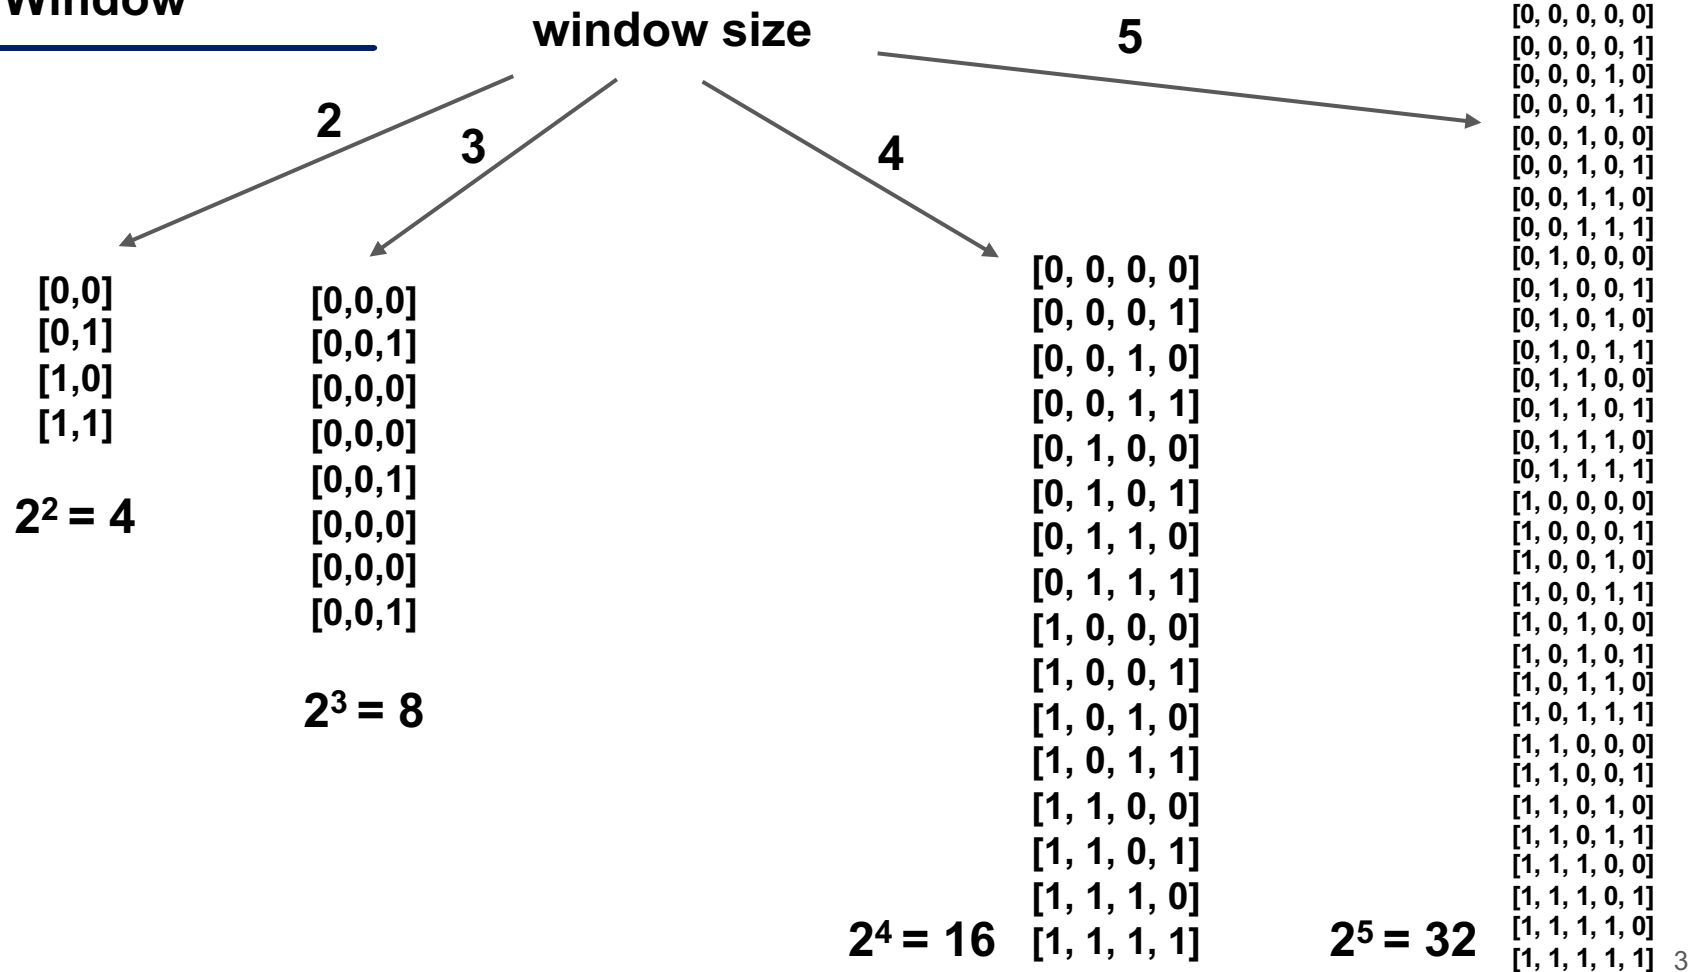 Window
window size
2
3
4
5
[0,0]
[0,1]
[1,0]
[1,1]
2² = 4
[0,0,0]
[0,0,1]
[0,0,0]
[0,0,0]
[0,0,1]
[0,0,0]
[0,0,0]
[0,0,1]
2³ = 8
[0, 0, 0, 0]
[0, 0, 0, 1]
[0, 0, 1, 0]
[0, 0, 1, 1]
[0, 1, 0, 0]
[0, 1, 0, 1]
[0, 1, 1, 0]
[0, 1, 1, 1]
[1, 0, 0, 0]
[1, 0, 0, 1]
[1, 0, 1, 0]
[1, 0, 1, 1]
[1, 1, 0, 0]
[1, 1, 0, 1]
[1, 1, 1, 0]
[1, 1, 1, 1]
2⁴ = 16
[0, 0, 0, 0, 0]
[0, 0, 0, 0, 1]
[0, 0, 0, 1, 0]
[0, 0, 0, 1, 1]
[0, 0, 1, 0, 0]
[0, 0, 1, 0, 1]
[0, 0, 1, 1, 0]
[0, 0, 1, 1, 1]
[0, 1, 0, 0, 0]
[0, 1, 0, 0, 1]
[0, 1, 0, 1, 0]
[0, 1, 0, 1, 1]
[0, 1, 1, 0, 0]
[0, 1, 1, 0, 1]
[0, 1, 1, 1, 0]
[0, 1, 1, 1, 1]
[1, 0, 0, 0, 0]
[1, 0, 0, 0, 1]
[1, 0, 0, 1, 0]
[1, 0, 0, 1, 1]
[1, 0, 1, 0, 0]
[1, 0, 1, 0, 1]
[1, 0, 1, 1, 0]
[1, 0, 1, 1, 1]
[1, 1, 0, 0, 0]
[1, 1, 0, 0, 1]
[1, 1, 0, 1, 0]
[1, 1, 0, 1, 1]
[1, 1, 1, 0, 0]
[1, 1, 1, 0, 1]
[1, 1, 1, 1, 0]
[1, 1, 1, 1, 1]
2⁵ = 32
3